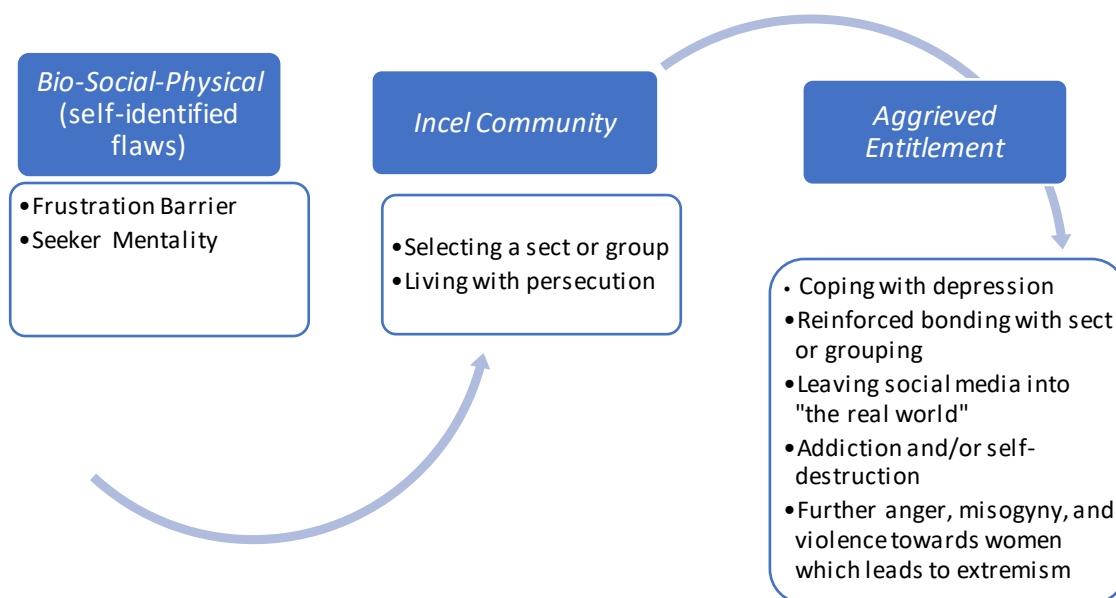 Bio-Social-Physical
(self-identified
flaws)
•Frustration Barrier
•Seeker Mentality
Incel Community
•Selecting a sect or group
•Living with persecution
Aggrieved
Entitlement
• Coping with depression
•Reinforced bonding with sect
or grouping
•Leaving social media into
"the real world"
•Addiction and/or self-
destruction
•Further anger, misogyny, and
violence towards women
which leads to extremism